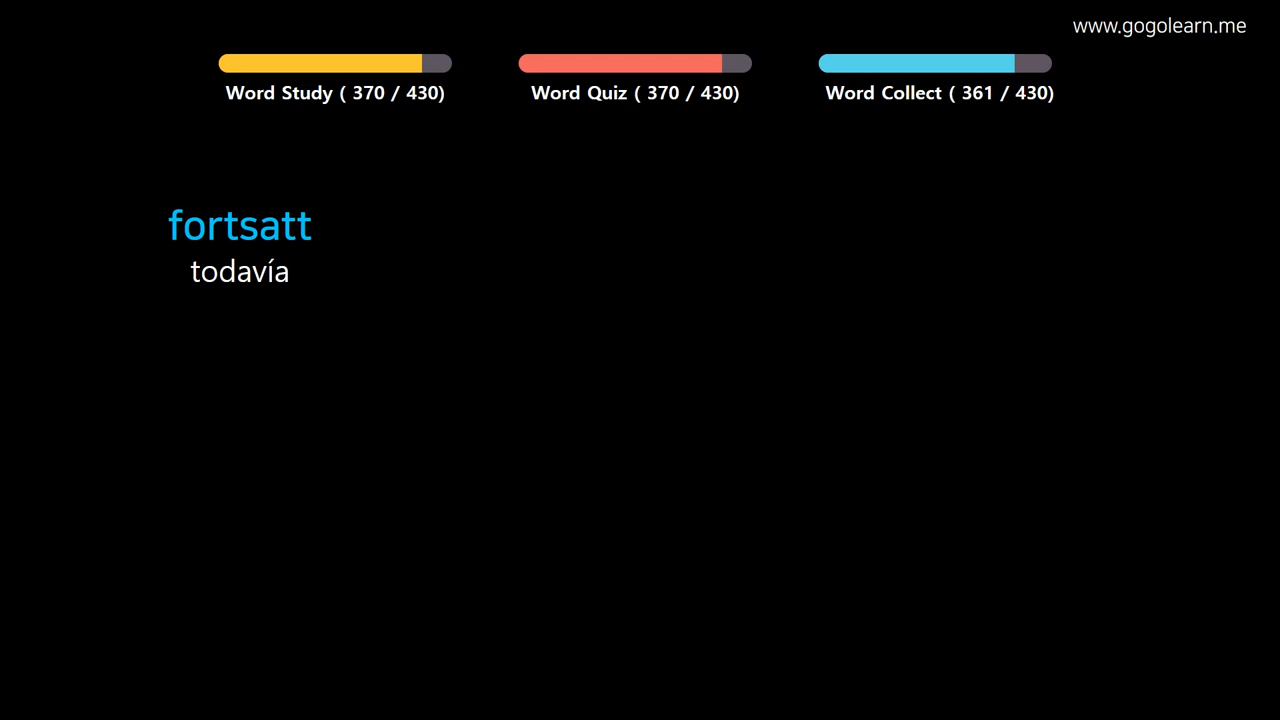 www.gogolearn.me
Word Study ( 370 / 430)
Word Quiz ( 370 / 430)
Word Collect ( 361 / 430)
fortsatt
todavía